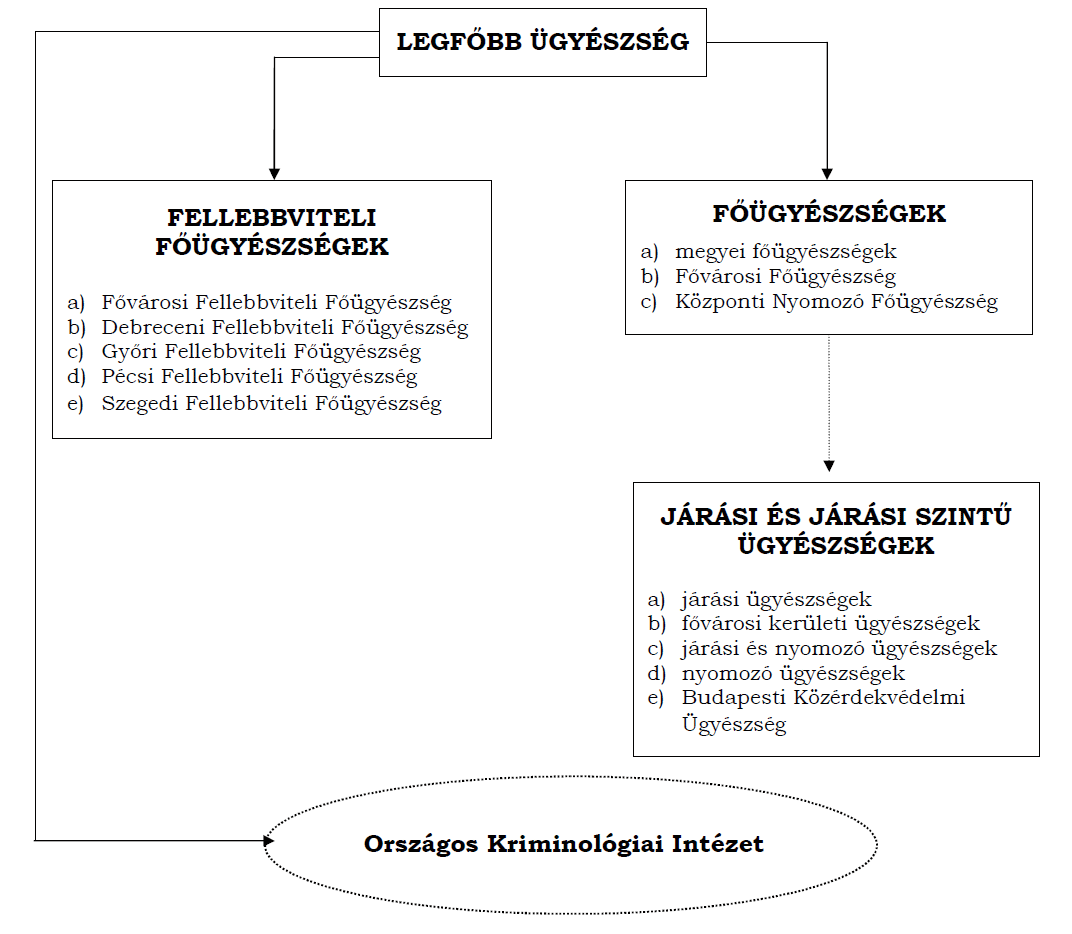 LEGFŐBB ÜGYÉSZSÉG
FELLEBBVITELI
FŐÜGYÉSZSÉGEK
a) Fővárosi Fellebbviteli Főügyészség
b) Debreceni Fellebbviteli Főügyészség
c) Győri Fellebbviteli Főügyészség
d) Pécsi Fellebbviteli Főügyészség
e) Szegedi Fellebbviteli Főügyészség
FŐÜGYÉSZSÉGEK
a) megyei főügyészségek
b) Fővárosi Főügyészség
c) Központi Nyomozó Főügyészség
JÁRÁSI ÉS JÁRÁSI SZINTŰ
ÜGYÉSZSÉGEK
a) járási ügyészségek
b) fővárosi kerületi ügyészségek
c) járási és nyomozó ügyészségek
d) nyomozó ügyészségek
e) Budapesti Közérdekvédelmi
Ügyészség
Országos Kriminológiai Intézet